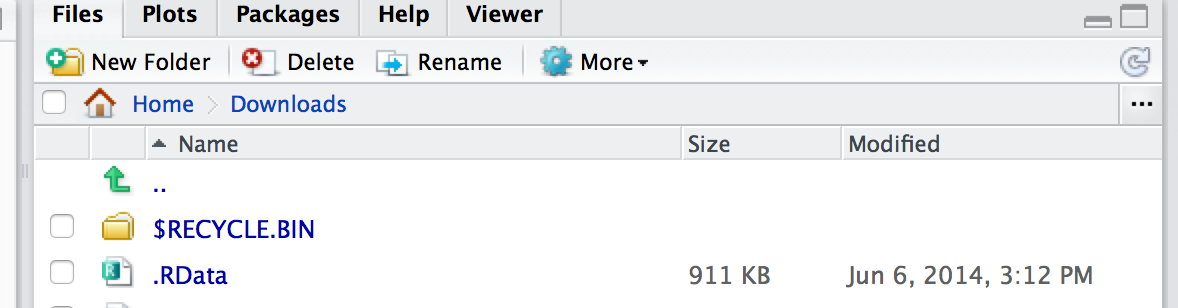 Files Plots Packages Help Viewer
New Folder Delete Rename More
Home Downloads ...
Name Size Modified
..
$RECYCLE.BIN
.RData 911 KB Jun 6, 2014, 3:12 PM